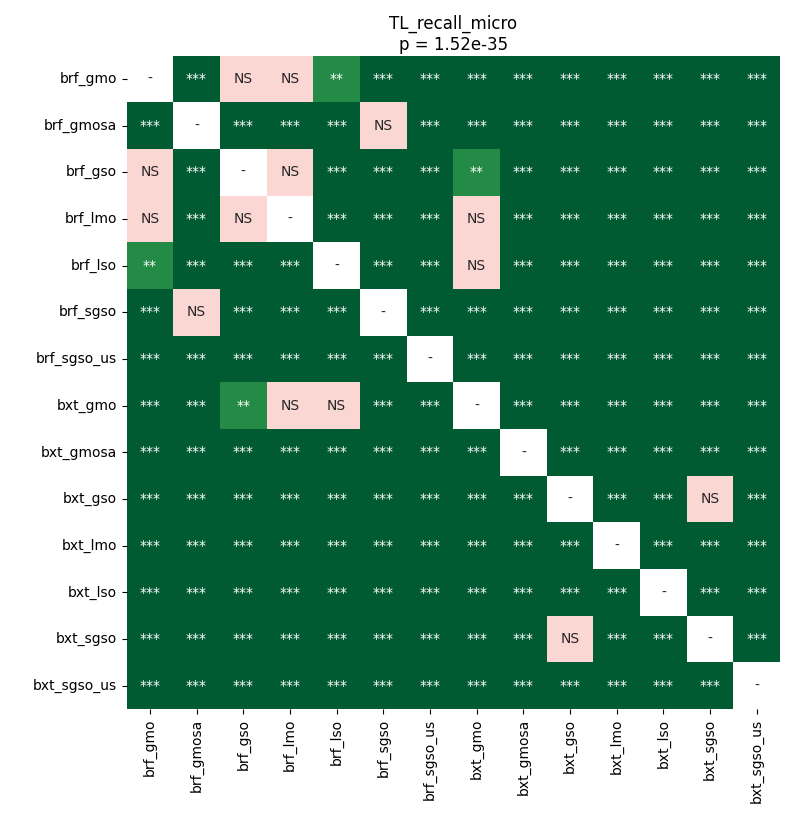 TL_recall_micro
p = 1.52e-35
brf_gmo - *** NS NS ** *** *** *** *** *** *** *** *** ***
brf_gmosa *** - *** *** *** NS *** *** *** *** *** *** *** ***
brf_gso NS *** - NS *** *** *** ** *** *** *** *** *** ***
brf_lmo NS *** NS - *** *** *** NS *** *** *** *** *** ***
brf_lso ** *** *** *** - *** *** NS *** *** *** *** *** ***
brf_sgso *** NS *** *** *** - *** *** *** *** *** *** *** ***
brf_sgso_us *** *** *** *** *** *** - *** *** *** *** *** *** ***
bxt_gmo *** *** ** NS NS *** *** - *** *** *** *** *** ***
bxt_gmosa *** *** *** *** *** *** *** *** - *** *** *** *** ***
bxt_gso *** *** *** *** *** *** *** *** *** - *** *** NS ***
bxt_lmo *** *** *** *** *** *** *** *** *** *** - *** *** ***
bxt_lso *** *** *** *** *** *** *** *** *** *** *** - *** ***
bxt_sgso *** *** *** *** *** *** *** *** *** NS *** *** - ***
bxt_sgso_us *** *** *** *** *** *** *** *** *** *** *** *** *** -
brf_gmo brf_gmosa brf_gso brf_lmo brf_lso brf_sgso brf_sgso_us bxt_gmo bxt_gmosa bxt_gso bxt_lmo bxt_lso bxt_sgso bxt_sgso_us